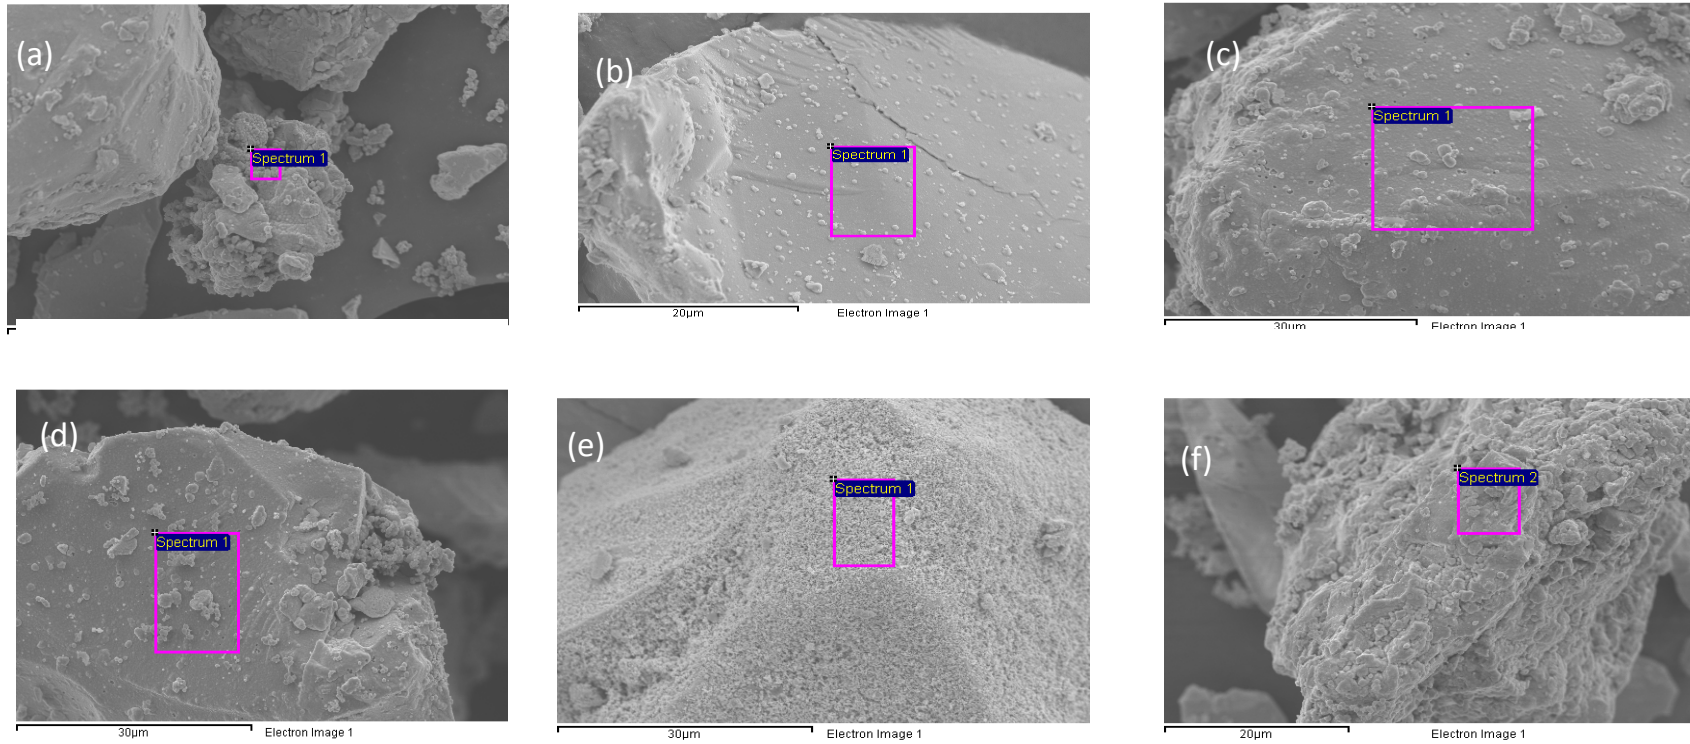 (a)
Spectrum 1
(b)
Spectrum 1
20µm
Electron Image 1
(c)
Spectrum 1
30µm
Electron Image 1
(d)
Spectrum 1
30µm
Electron Image 1
(e)
Spectrum 1
30µm
Electron Image 1
(f)
Spectrum 2
20µm
Electron Image 1